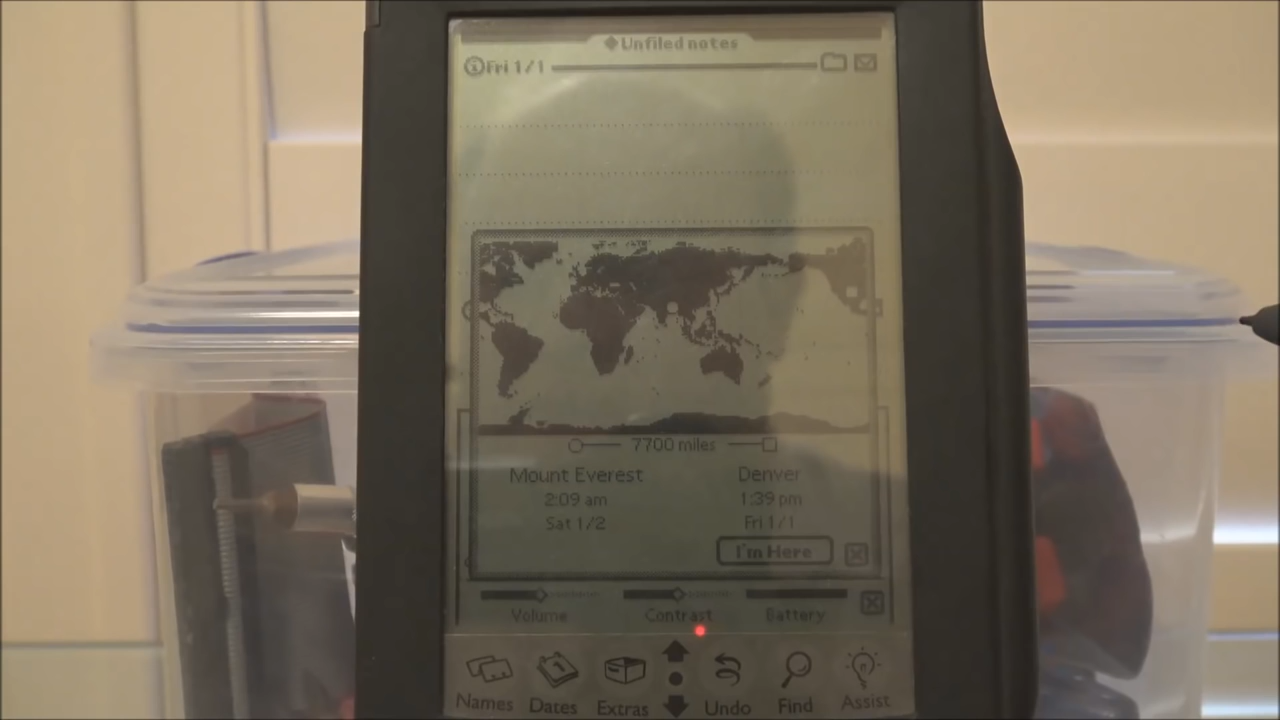 Unfiled notes
Fri 1/1
7700 miles
Mount Everest Denver
2:09 am 1:39 pm
Sat 1/2 Fri 1/1
I'm Here
Volume Contrast Battery
Names Dates Extras Undo Find Assist